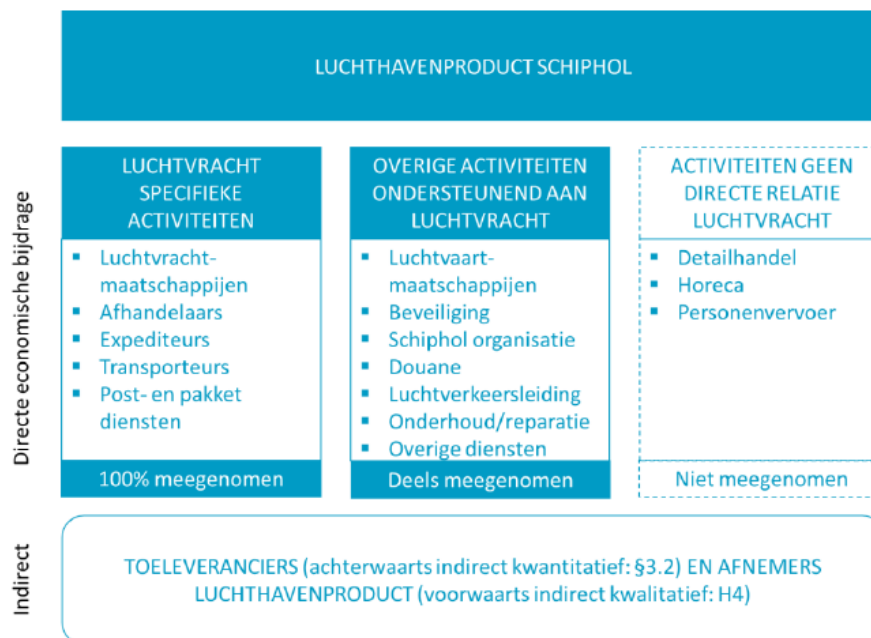 LUCHTHAVENPRODUCT SCHIPHOL
Directe economische bijdrage
LUCHTVRACHT
SPECIFIEKE
ACTIVITEITEN
▪ Luchtvracht-
maatschappijen
▪ Afhandelaars
▪ Expediteurs
▪ Transporteurs
▪ Post- en pakket
diensten
100% meegenomen
OVERIGE ACTIVITEITEN
ONDERSTEUNEND AAN
LUCHTVRACHT
▪ Luchtvaart-
maatschappijen
▪ Beveiliging
▪ Schiphol organisatie
▪ Douane
▪ Luchtverkeersleiding
▪ Onderhoud/reparatie
▪ Overige diensten
Deels meegenomen
ACTIVITEITEN GEEN
DIRECTE RELATIE
LUCHTVRACHT
▪ Detailhandel
▪ Horeca
▪ Personenvervoer
Niet meegenomen
Indirect
TOELEVERANCIERS (achterwaarts indirect kwantitatief: §3.2) EN AFNEMERS
LUCHTHAVENPRODUCT (voorwaarts indirect kwalitatief: H4)